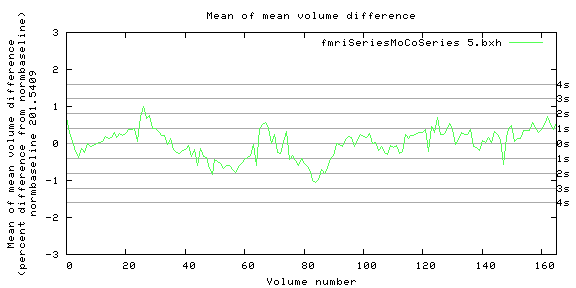 Mean of mean volume difference
fmriSeriesMoCoSeries 5.bxh
Mean of mean volume difference
(percent difference from normbaseline)
normbaseline 201.5409
3
2
1
0
-1
-2
-3
4s
3s
2s
1s
0s
1s
2s
3s
4s
0 20 40 60 80 100 120 140 160
Volume number